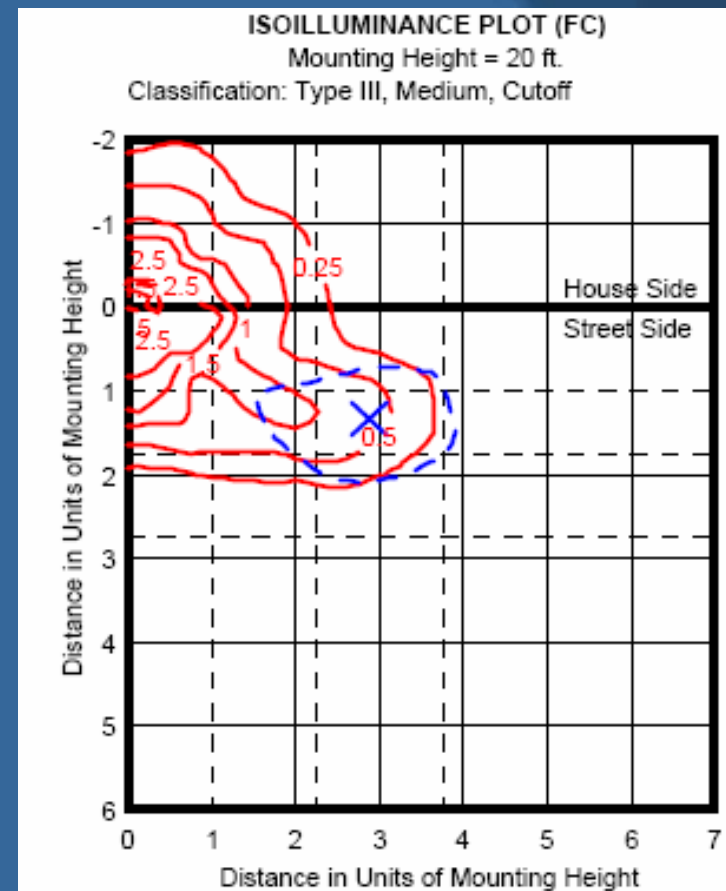 ISOILLUMINANCE PLOT (FC)
Mounting Height = 20 ft.
Classification: Type III, Medium, Cutoff
Distance in Units of Mounting Height
-2
-1
0
1
2
3
4
5
6
2.5
2.5
5
2.5
1.5
1
0.25
0.5
House Side
Street Side
0 1 2 3 4 5 6 7
Distance in Units of Mounting Height